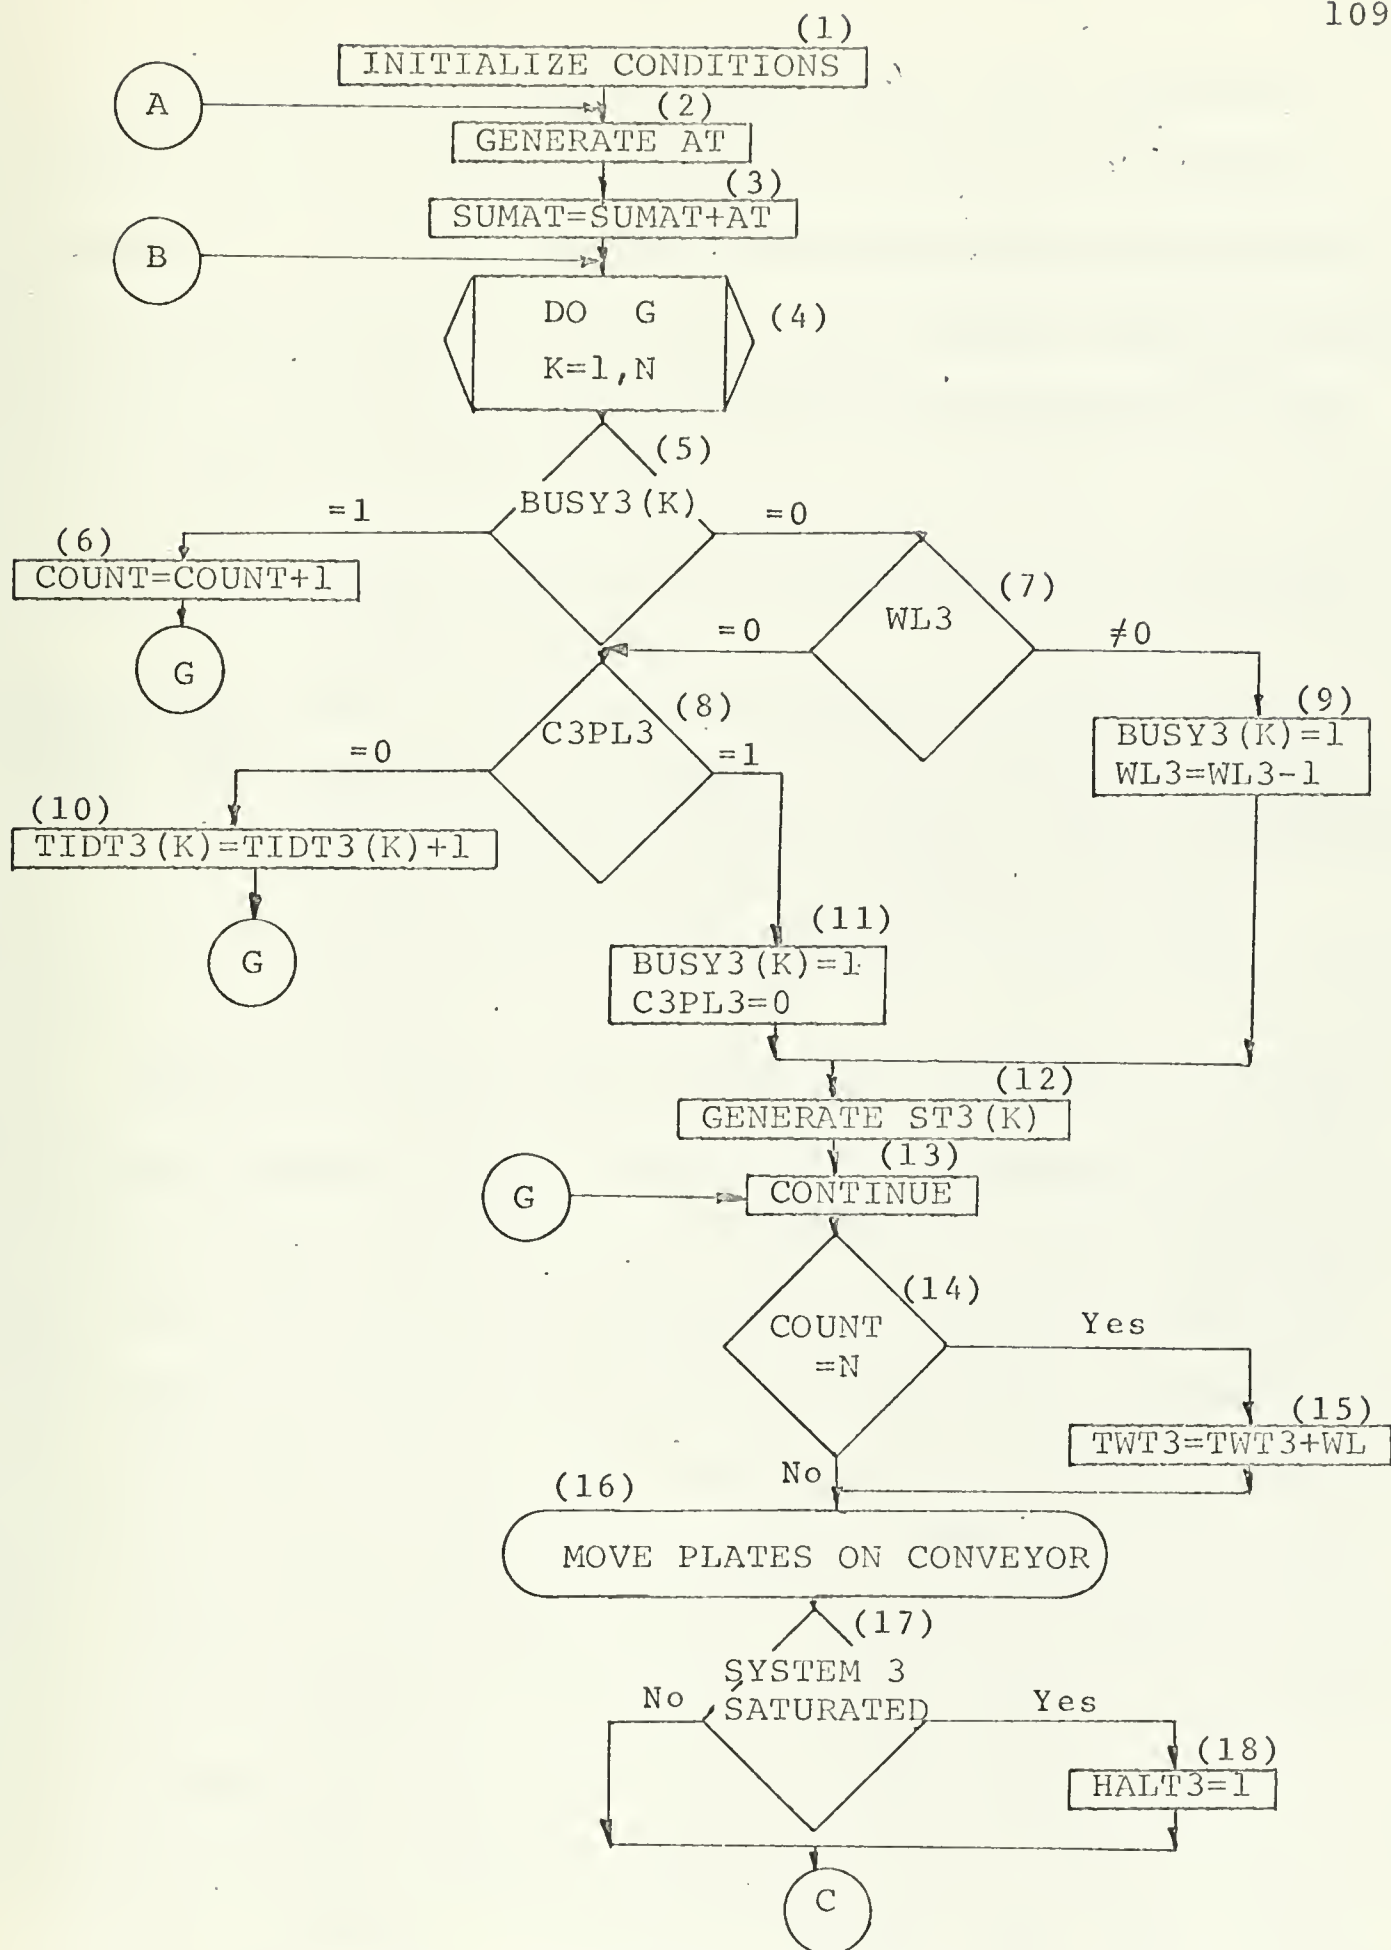 109
(1)
INITIALIZE CONDITIONS
A
(2)
GENERATE AT
(3)
SUMAT=SUMAT+AT
B
DO G
(4)
K=1,N
(5)
BUSY3(K)
=1
=0
(6)
COUNT=COUNT+1
G
(7)
WL3
=0
≠0
(8)
C3PL3
=0
=1
(9)
BUSY3(K)=1
WL3=WL3-1
(10)
TIDT3(K)=TIDT3(K)+1
G
(11)
BUSY3(K)=1
C3PL3=0
(12)
GENERATE ST3(K)
(13)
G
CONTINUE
(14)
COUNT
=N
Yes
(15)
TWT3=TWT3+WL
No
(16)
MOVE PLATES ON CONVEYOR
(17)
SYSTEM 3
SATURATED
No
Yes
(18)
HALT3=1
C